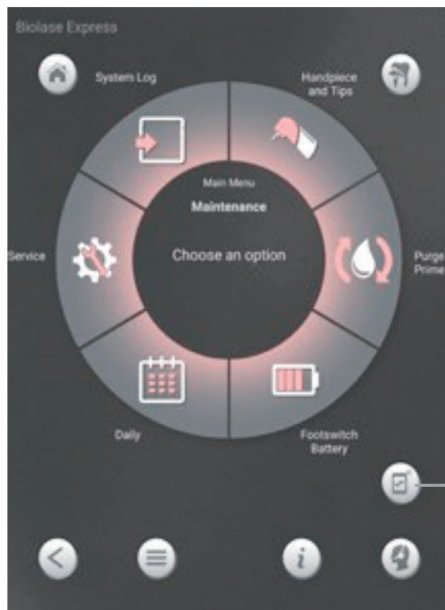 Biolase Express
System Log
Handpiece
and Tips
Main Menu
Maintenance
Choose an option
Service
Purge
Prime
Daily
Footswitch
Battery
i